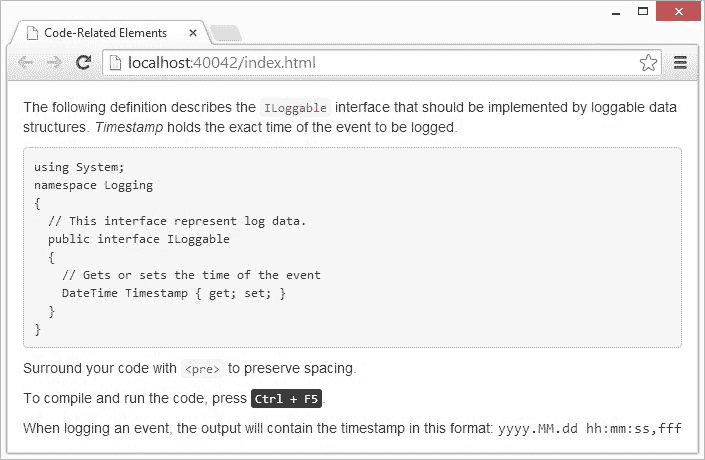 Code-Related Elements
localhost:40042/index.html
The following definition describes the ILoggable interface that should be implemented by loggable data
structures. Timestamp holds the exact time of the event to be logged.
using System;
namespace Logging
{
  // This interface represent log data.
  public interface ILoggable
  {
    // Gets or sets the time of the event
    DateTime Timestamp { get; set; }
  }
}
Surround your code with <pre> to preserve spacing.
To compile and run the code, press Ctrl + F5.
When logging an event, the output will contain the timestamp in this format: yyyy.MM.dd hh:mm:ss,fff